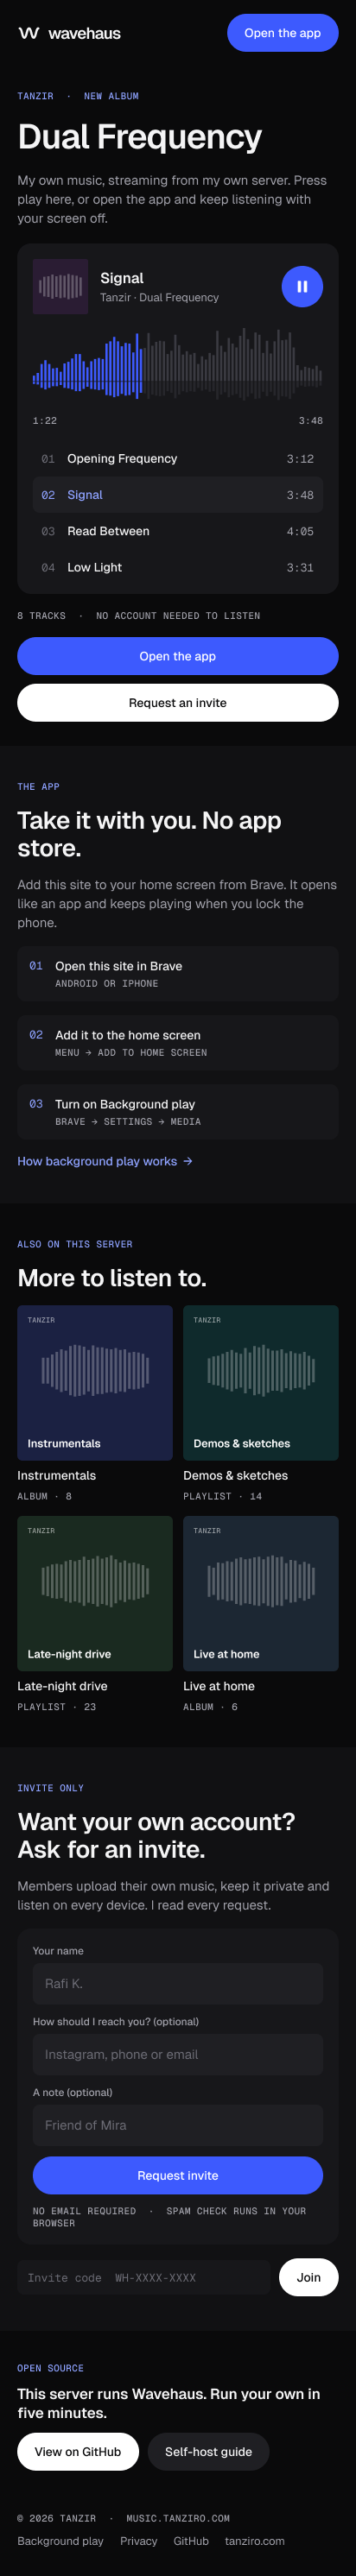 wavehaus
Open the app
TANZIR · NEW ALBUM
Dual Frequency
My own music, streaming from my own server. Press
play here, or open the app and keep listening with
your screen off.
Signal
Tanzir · Dual Frequency
1:22
3:48
01 Opening Frequency 3:12
02 Signal 3:48
03 Read Between 4:05
04 Low Light 3:31
8 TRACKS · NO ACCOUNT NEEDED TO LISTEN
Open the app
Request an invite
THE APP
Take it with you. No app
store.
Add this site to your home screen from Brave. It opens
like an app and keeps playing when you lock the
phone.
01 Open this site in Brave
ANDROID OR IPHONE
02 Add it to the home screen
MENU → ADD TO HOME SCREEN
03 Turn on Background play
BRAVE → SETTINGS → MEDIA
How background play works →
ALSO ON THIS SERVER
More to listen to.
TANZIR
Instrumentals
Instrumentals
ALBUM · 8
TANZIR
Demos & sketches
Demos & sketches
PLAYLIST · 14
TANZIR
Late-night drive
Late-night drive
PLAYLIST · 23
TANZIR
Live at home
Live at home
ALBUM · 6
INVITE ONLY
Want your own account?
Ask for an invite.
Members upload their own music, keep it private and
listen on every device. I read every request.
Your name
Rafi K.
How should I reach you? (optional)
Instagram, phone or email
A note (optional)
Friend of Mira
Request invite
NO EMAIL REQUIRED · SPAM CHECK RUNS IN YOUR
BROWSER
Invite code WH-XXXX-XXXX
Join
OPEN SOURCE
This server runs Wavehaus. Run your own in
five minutes.
View on GitHub
Self-host guide
© 2026 TANZIR · MUSIC.TANZIRO.COM
Background play Privacy GitHub tanziro.com